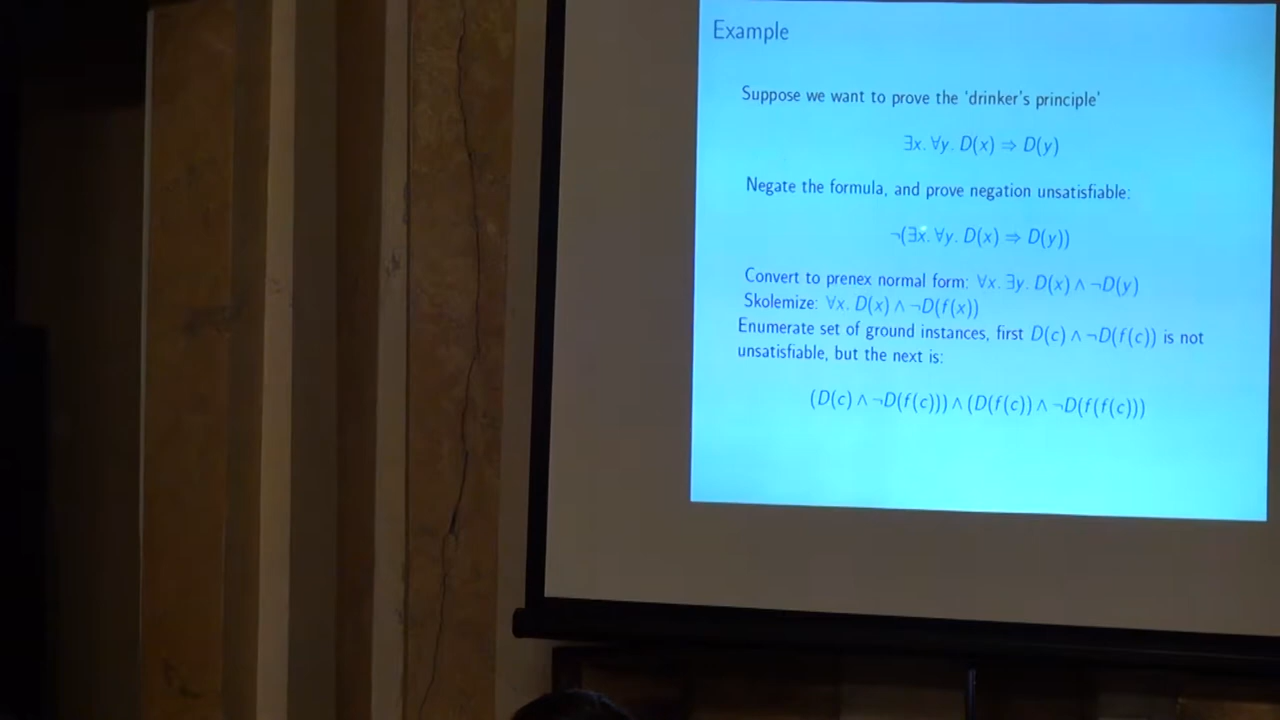 Example
Suppose we want to prove the 'drinker's principle'
∃x. ∀y. D(x) ⇒ D(y)
Negate the formula, and prove negation unsatisfiable:
¬(∃x. ∀y. D(x) ⇒ D(y))
Convert to prenex normal form: ∀x. ∃y. D(x) ∧ ¬D(y)
Skolemize: ∀x. D(x) ∧ ¬D(f(x))
Enumerate set of ground instances, first D(c) ∧ ¬D(f(c)) is not
unsatisfiable, but the next is:
(D(c) ∧ ¬D(f(c))) ∧ (D(f(c)) ∧ ¬D(f(f(c)))